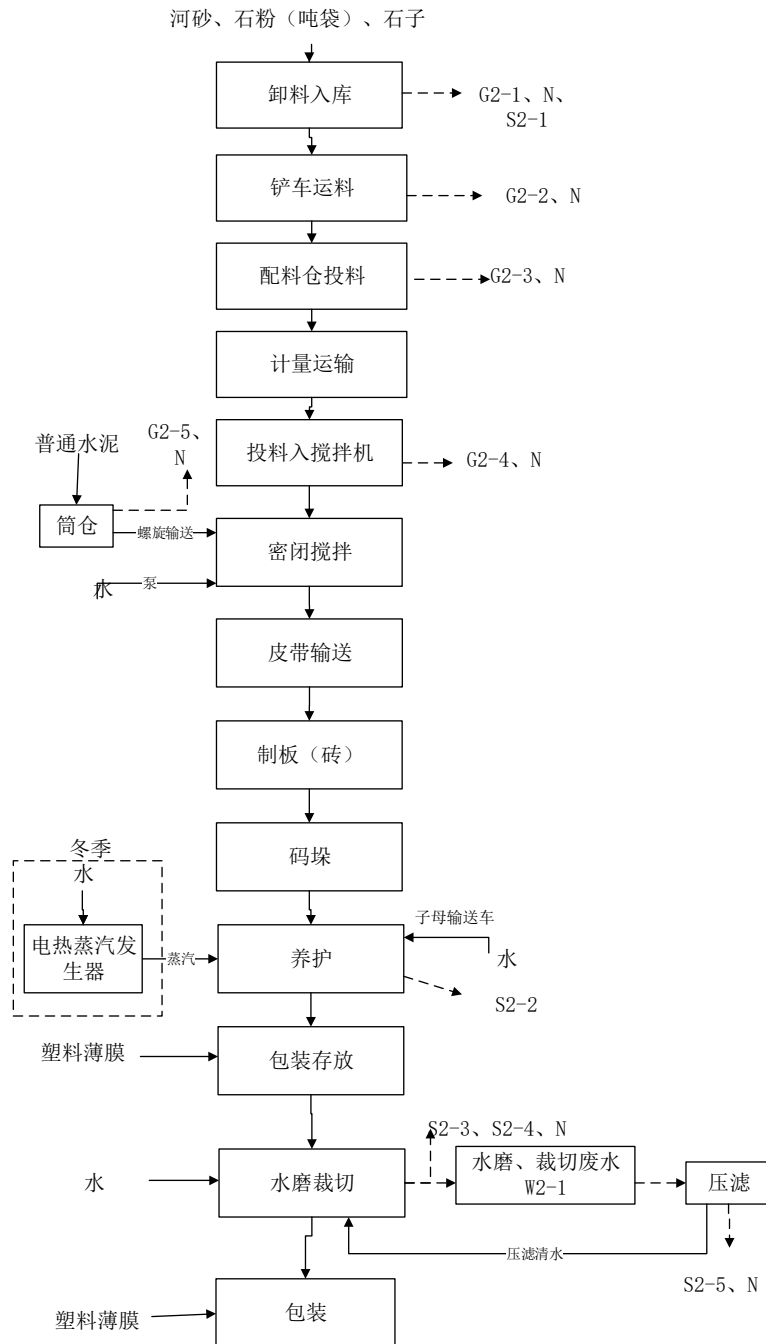 河砂、石粉（吨袋）、石子
卸料入库
G2-1、N、
S2-1
铲车运料
G2-2、N
配料仓投料
G2-3、N
计量运输
普通水泥
G2-5、
N
投料入搅拌机
G2-4、N
筒仓
螺旋输送
密闭搅拌
水
泵
皮带输送
制板（砖）
码垛
冬季
水
电热蒸汽发
生器
蒸汽
养护
子母输送车
水
S2-2
塑料薄膜
包装存放
S2-3、S2-4、N
水
水磨裁切
水磨、裁切废水
W2-1
压滤
压滤清水
S2-5、N
塑料薄膜
包装